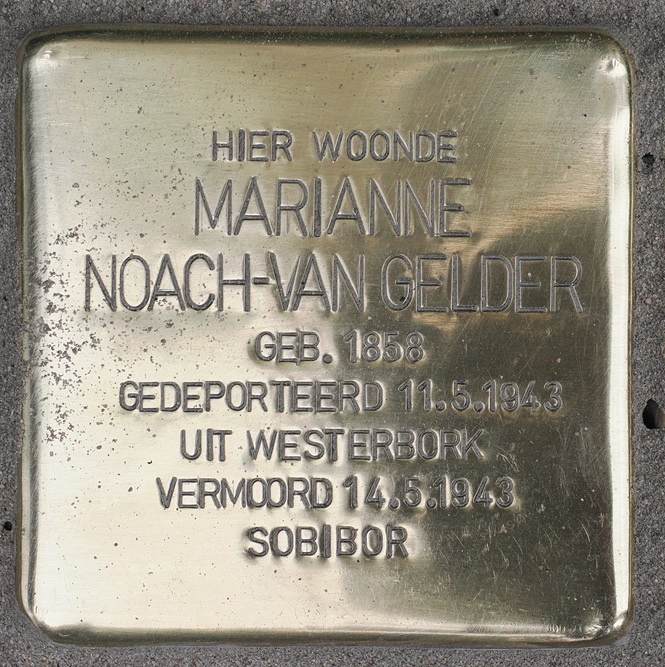 HIER WOONDE
MARIANNE
NOACH-VAN GELDER
GEB. 1858
GEDEPORTEERD 11.5.1943
UIT WESTERBORK
VERMOORD 14.5.1943
SOBIBOR